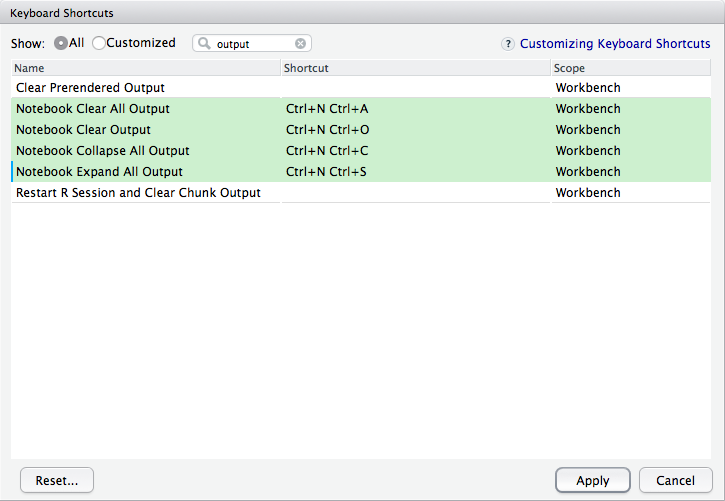 Keyboard Shortcuts
Show: All Customized output ? Customizing Keyboard Shortcuts
Name Shortcut Scope
Clear Prerendered Output Workbench
Notebook Clear All Output Ctrl+N Ctrl+A Workbench
Notebook Clear Output Ctrl+N Ctrl+O Workbench
Notebook Collapse All Output Ctrl+N Ctrl+C Workbench
Notebook Expand All Output Ctrl+N Ctrl+S Workbench
Restart R Session and Clear Chunk Output Workbench
Reset... Apply Cancel